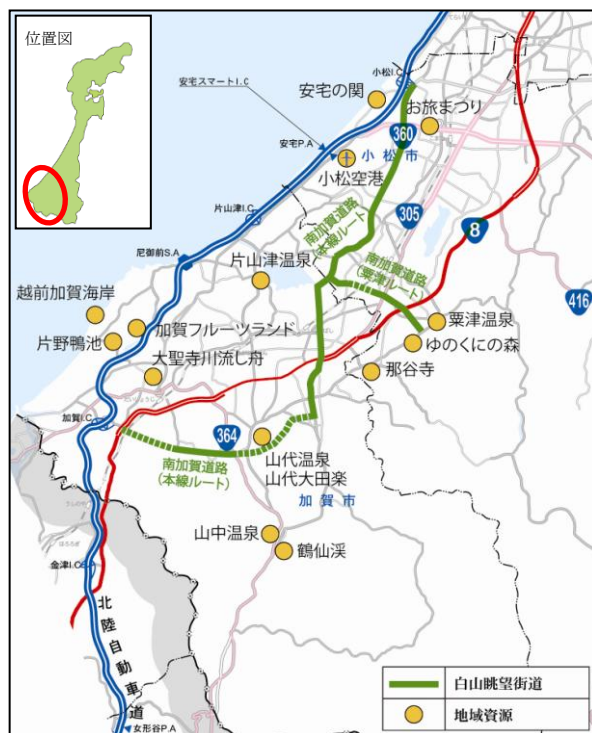 位置図
小松I.C
安宅スマートI.C
安宅の関
お旅まつり
安宅P.A
360
小松市
小松空港
片山津I.C
南加賀道路
(本線ルート)
305
8
尼御前S.A
片山津温泉
南加賀道路
(粟津ルート)
416
越前加賀海岸
加賀フルーツランド
粟津温泉
片野鴨池
ゆのくにの森
大聖寺川流し舟
那谷寺
加賀I.C
364
山代温泉
山代大田楽
南加賀道路
(本線ルート)
加賀市
山中温泉
鶴仙渓
金津I.C
北陸自動車道
白山眺望街道
地域資源
女形谷P.A